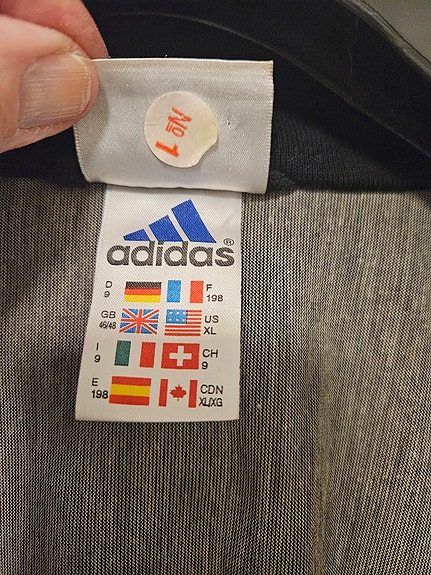 № 1
adidas®
D 9 F 198
GB 46/48 US XL
I 9 CH 9
E 198 CDN XL/XG